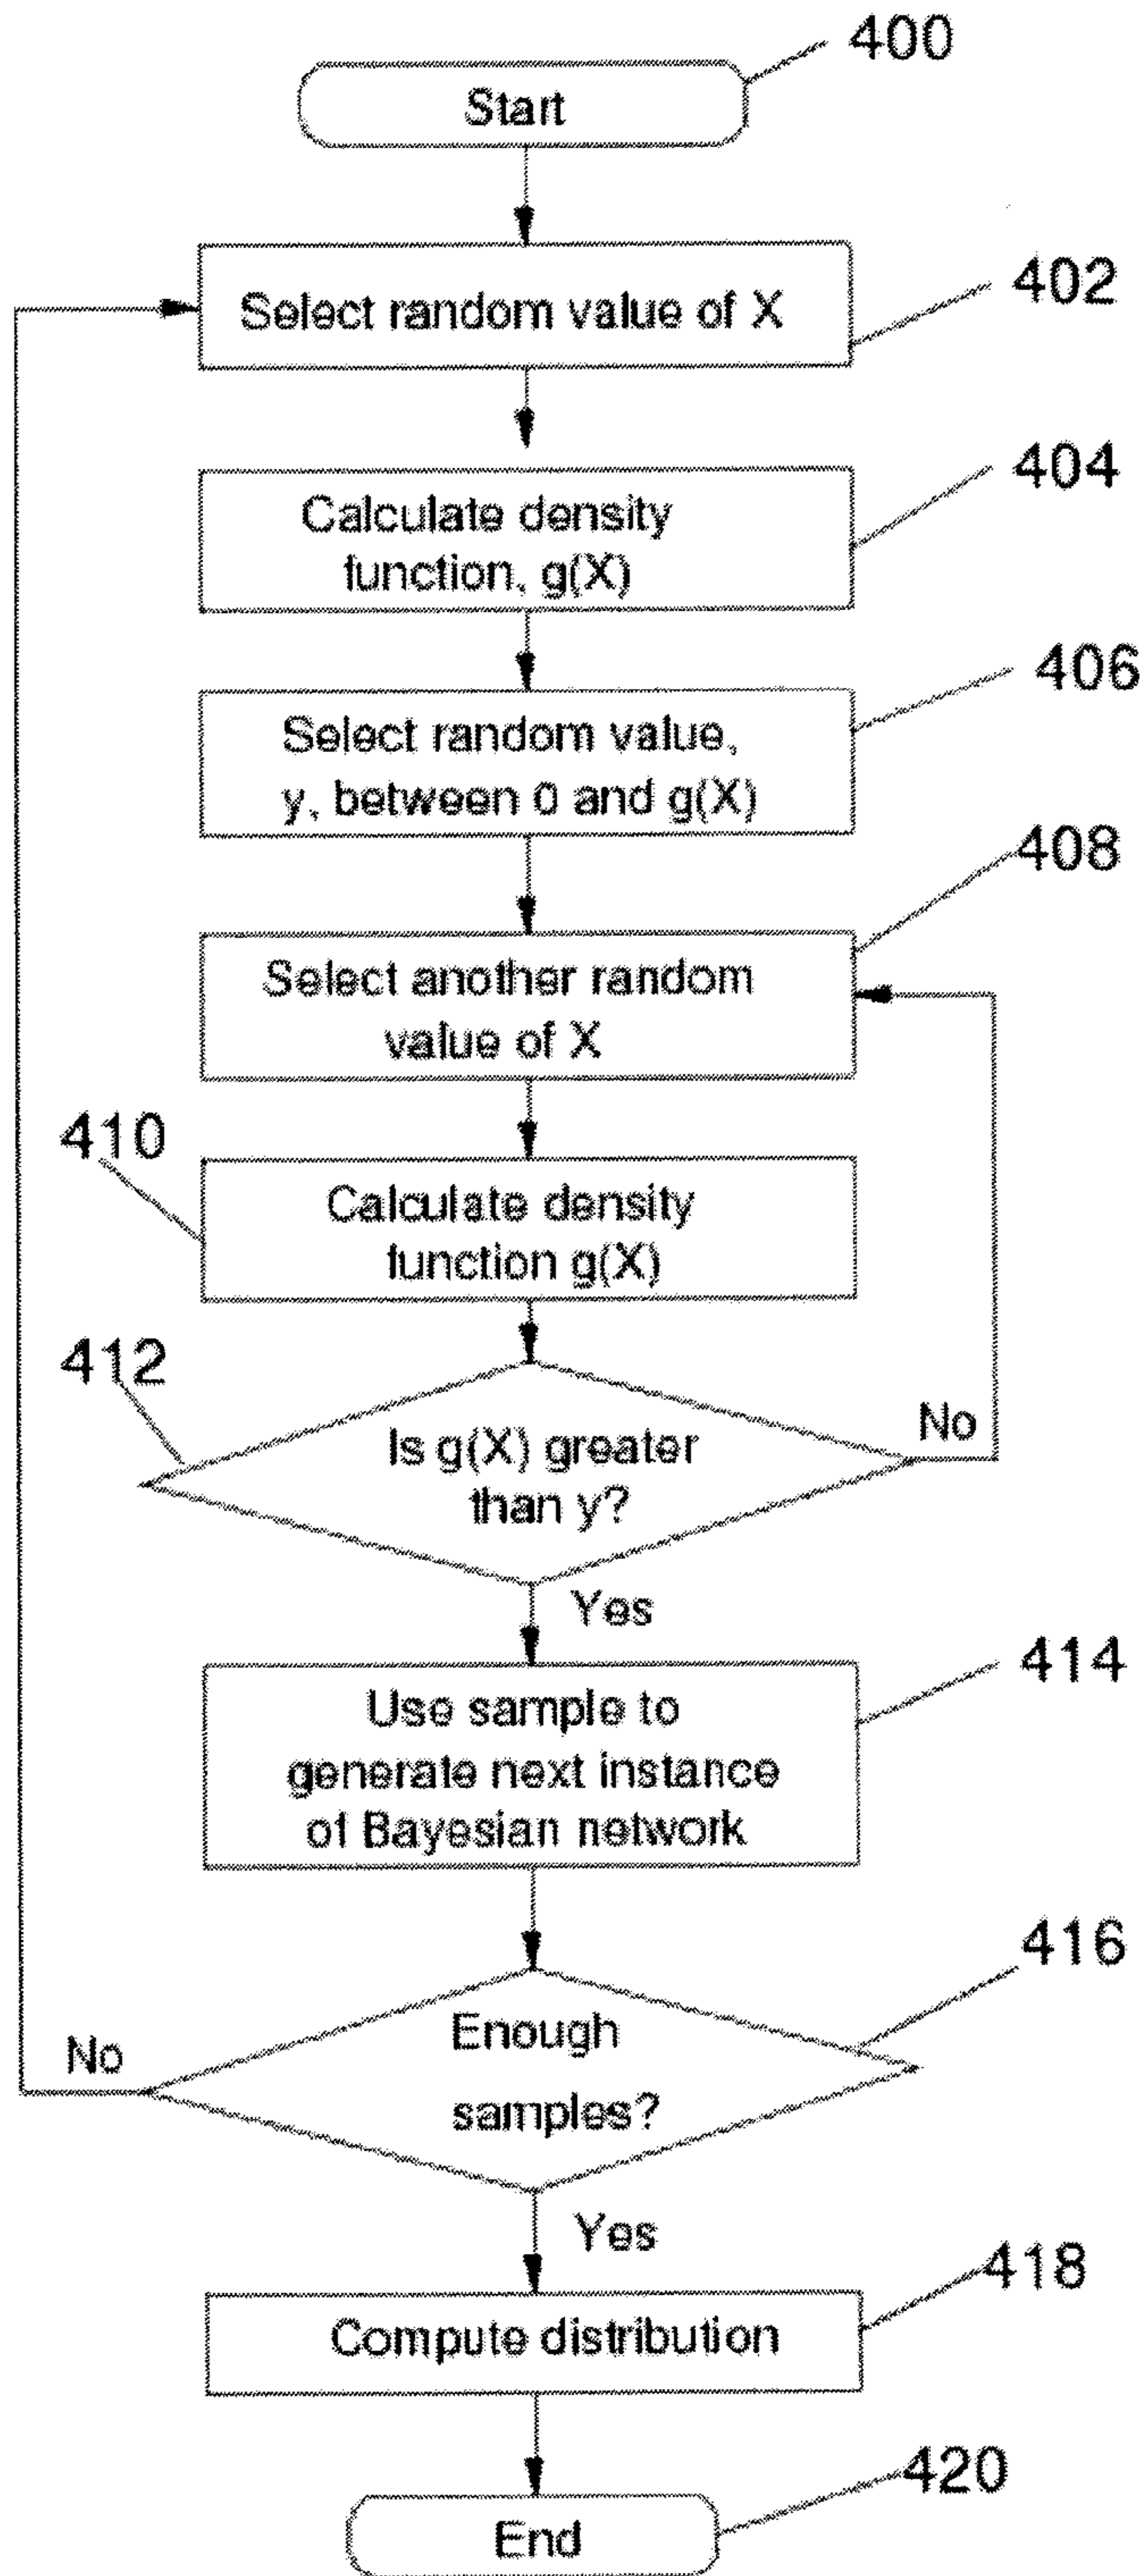 400
Start
402
Select random value of X
404
Calculate density
function, g(X)
406
Select random value,
y, between 0 and g(X)
408
Select another random
value of X
410
Calculate density
function g(X)
412
Is g(X) greater
than y?
No
Yes
414
Use sample to
generate next instance
of Bayesian network
416
Enough
samples?
No
Yes
418
Compute distribution
420
End